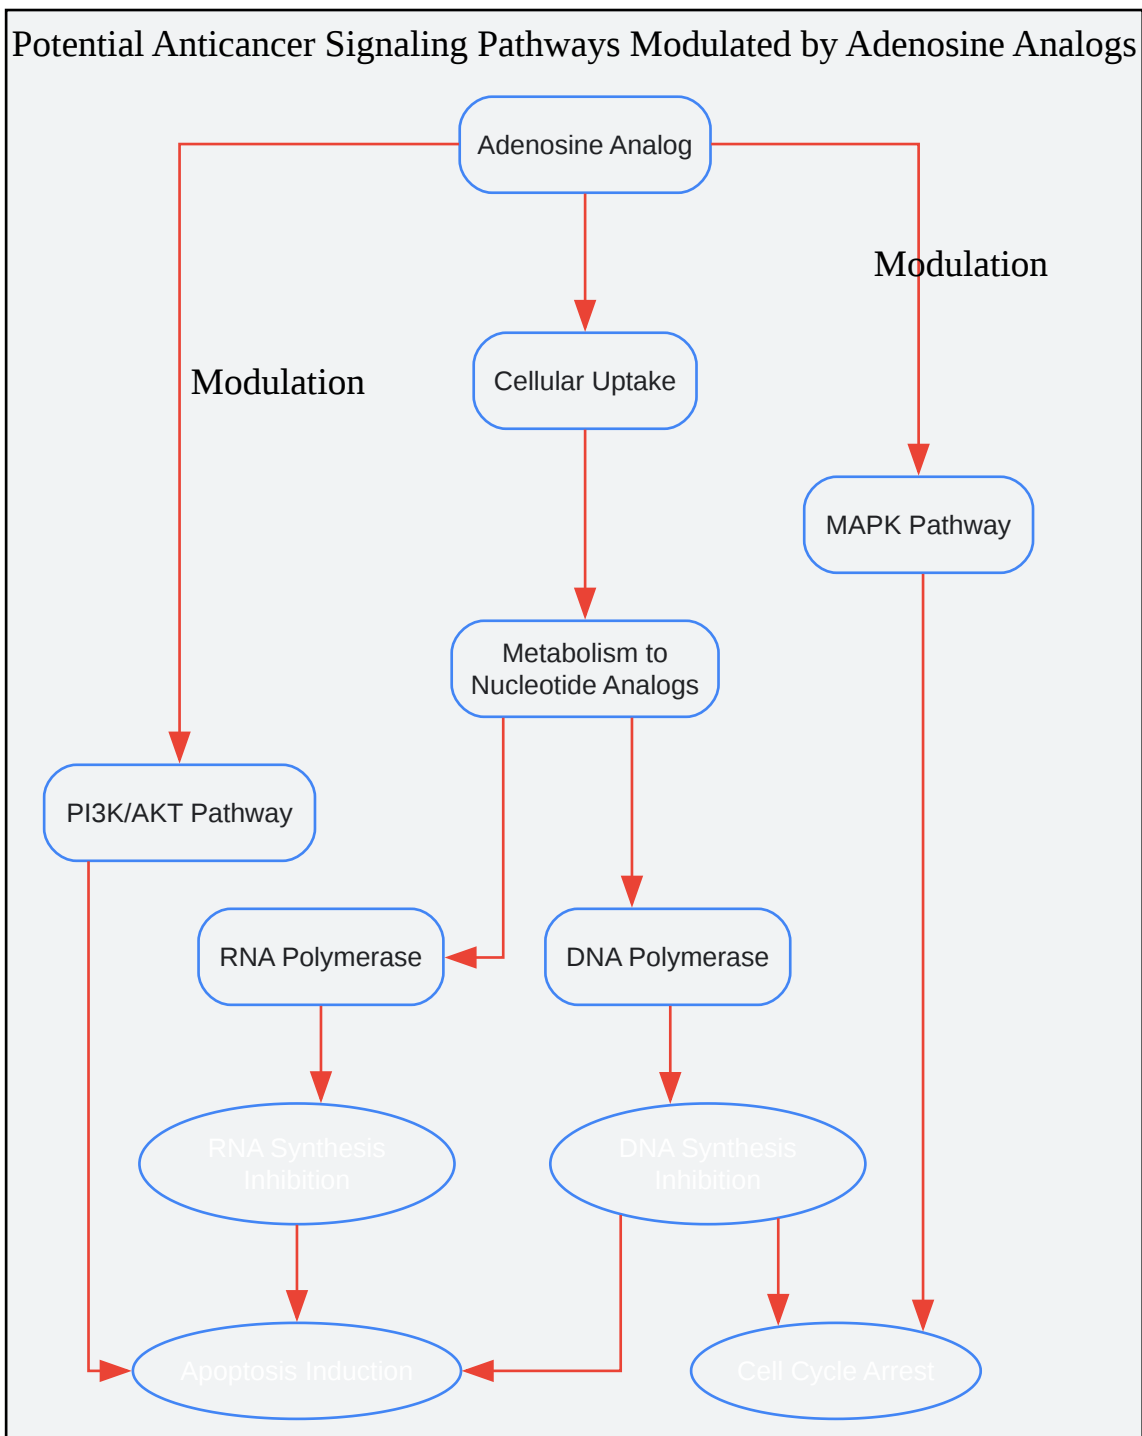 Potential Anticancer Signaling Pathways Modulated by Adenosine Analogs
Adenosine Analog
Modulation
Cellular Uptake
Modulation
MAPK Pathway
Metabolism to
Nucleotide Analogs
PI3K/AKT Pathway
RNA Polymerase
DNA Polymerase
RNA Synthesis
Inhibition
DNA Synthesis
Inhibition
Apoptosis Induction
Cell Cycle Arrest